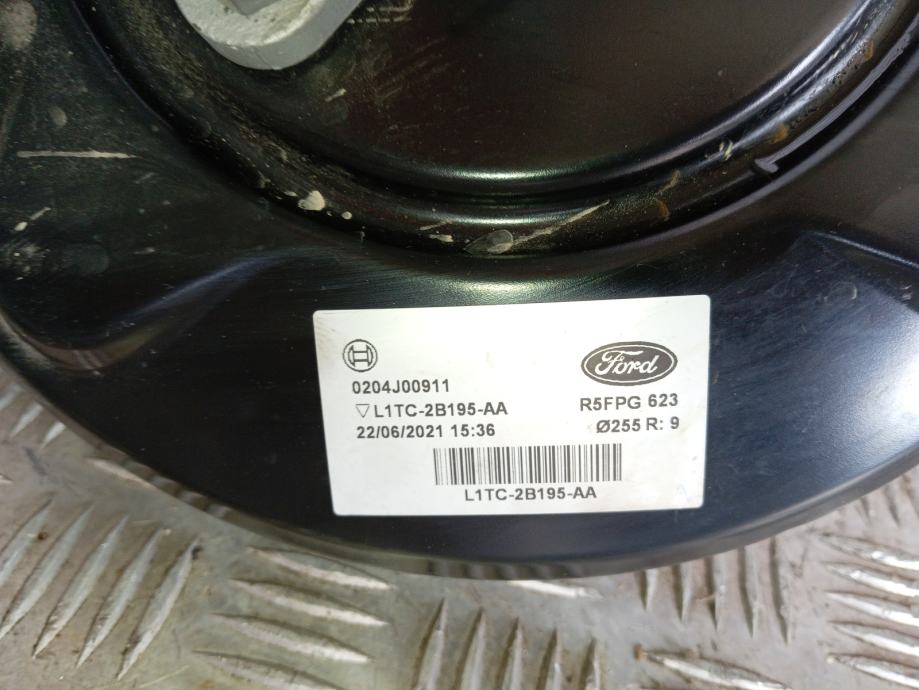 Ford
0204J00911
R5FPG 623
▽L1TC-2B195-AA
Ø255 R: 9
22/06/2021 15:36
L1TC-2B195-AA